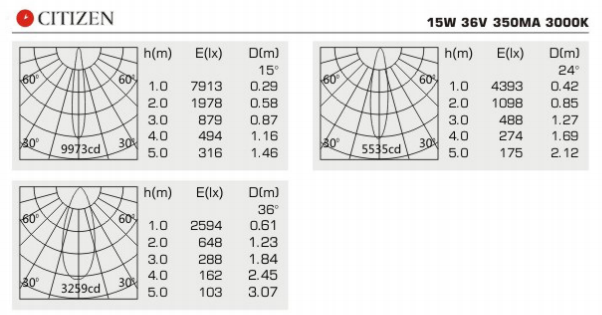 CITIZEN
15W 36V 350MA 3000K
h(m) E(lx) D(m)
15°
1.0 7913 0.29
2.0 1978 0.58
3.0 879 0.87
4.0 494 1.16
5.0 316 1.46
60° 60°
30° 30°
9973cd
h(m) E(lx) D(m)
24°
1.0 4393 0.42
2.0 1098 0.85
3.0 488 1.27
4.0 274 1.69
5.0 175 2.12
60° 60°
30° 30°
5535cd
h(m) E(lx) D(m)
36°
1.0 2594 0.61
2.0 648 1.23
3.0 288 1.84
4.0 162 2.45
5.0 103 3.07
60° 60°
30° 30°
3259cd